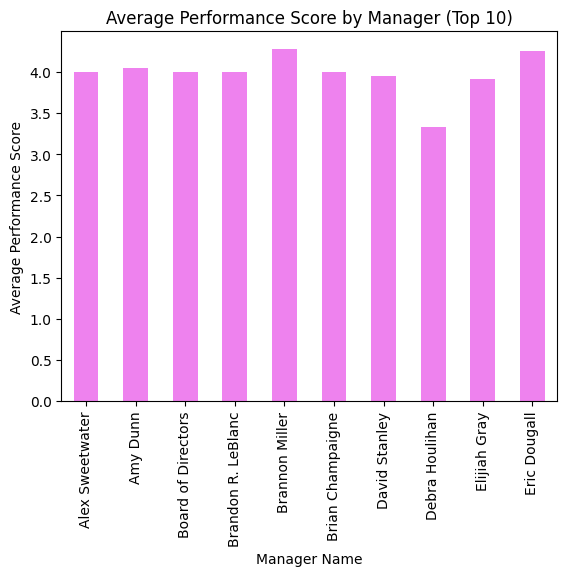 Average Performance Score by Manager (Top 10)
Average Performance Score
4.0
3.5
3.0
2.5
2.0
1.5
1.0
0.5
0.0
Alex Sweetwater
Amy Dunn
Board of Directors
Brandon R. LeBlanc
Brannon Miller
Brian Champaigne
David Stanley
Debra Houlihan
Elijiah Gray
Eric Dougall
Manager Name